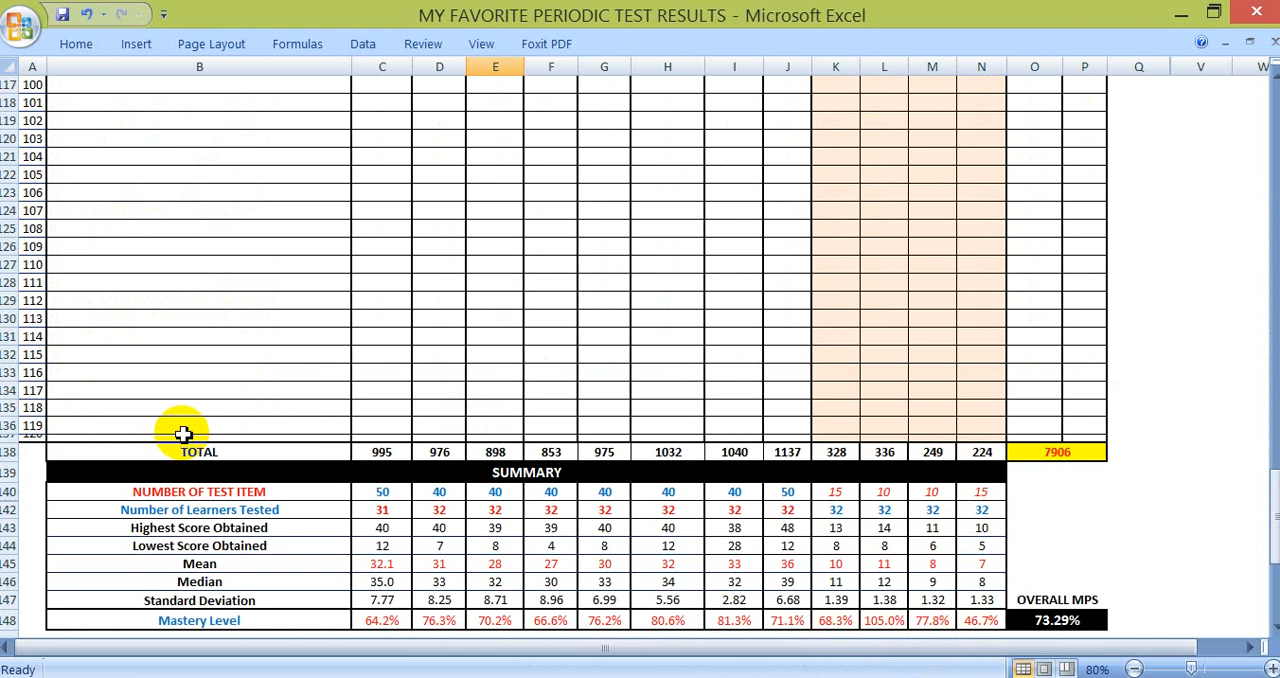 MY FAVORITE PERIODIC TEST RESULTS - Microsoft Excel
Home Insert Page Layout Formulas Data Review View Foxit PDF
A B C D E F G H I J K L M N O P Q V W
117 100
118 101
119 102
120 103
121 104
122 105
123 106
124 107
125 108
126 109
127 110
128 111
129 112
130 113
131 114
132 115
133 116
134 117
135 118
136 119
137 120
138 TOTAL 995 976 898 853 975 1032 1040 1137 328 336 249 224 7906
139 SUMMARY
140 NUMBER OF TEST ITEM 50 40 40 40 40 40 40 50 15 10 10 15
142 Number of Learners Tested 31 32 32 32 32 32 32 32 32 32 32 32
143 Highest Score Obtained 40 40 39 39 40 40 38 48 13 14 11 10
144 Lowest Score Obtained 12 7 8 4 8 12 28 12 8 8 6 5
145 Mean 32.1 31 28 27 30 32 33 36 10 11 8 7
146 Median 35.0 33 32 30 33 34 32 39 11 12 9 8
147 Standard Deviation 7.77 8.25 8.71 8.96 6.99 5.56 2.82 6.68 1.39 1.38 1.32 1.33 OVERALL MPS
148 Mastery Level 64.2% 76.3% 70.2% 66.6% 76.2% 80.6% 81.3% 71.1% 68.3% 105.0% 77.8% 46.7% 73.29%
Ready 80%